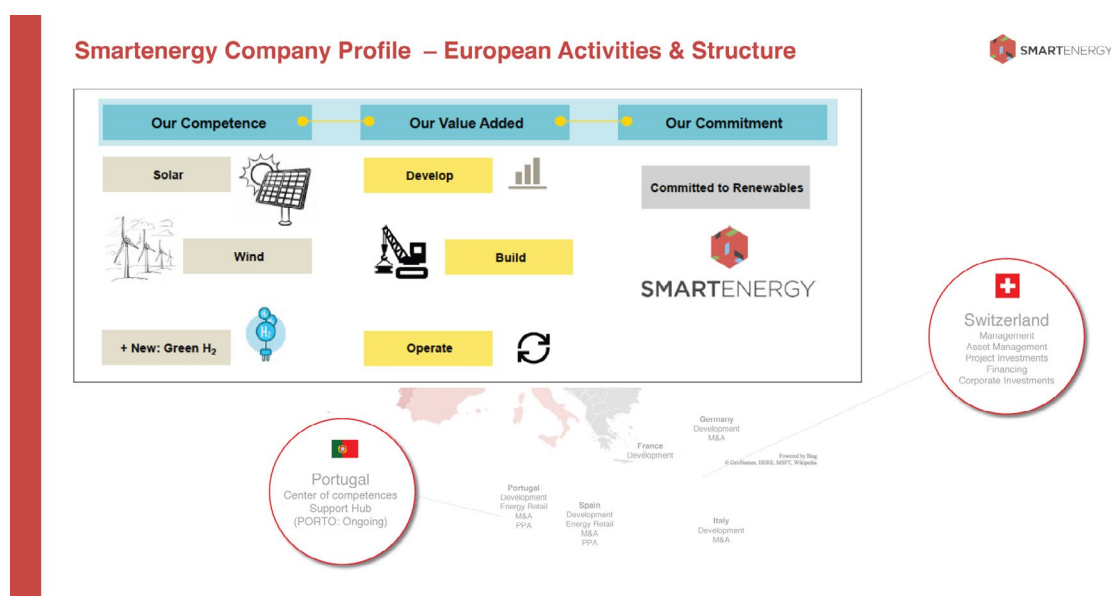 Smartenergy Company Profile – European Activities & Structure
SMARTENERGY
Our Competence
Our Value Added
Our Commitment
Solar
Develop
Committed to Renewables
Wind
Build
SMARTENERGY
+ New: Green H2
H2
Operate
Switzerland
Management
Asset Management
Project Investments
Financing
Corporate Investments
Portugal
Center of competences
Support Hub
(PORTO: Ongoing)
Portugal
Development
Energy Retail
M&A
PPA
Spain
Development
Energy Retail
M&A
PPA
France
Development
Germany
Development
M&A
Powered by Bing
© GeoNames, HERE, MSFT, Wikipedia
Italy
Development
M&A